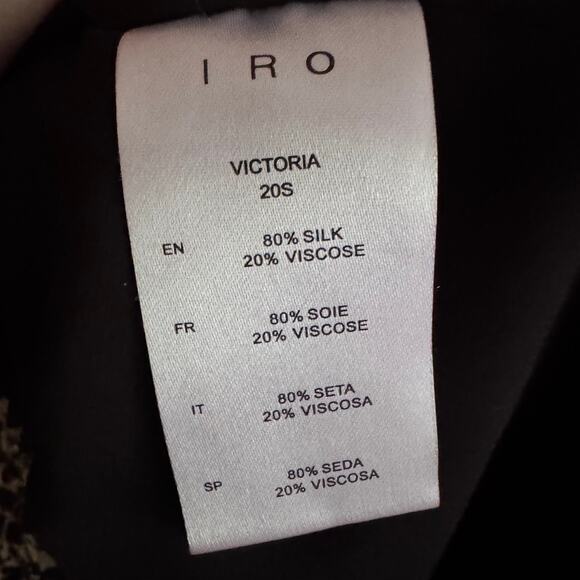 IRO
VICTORIA
20S
EN 80% SILK
20% VISCOSE
FR 80% SOIE
20% VISCOSE
IT 80% SETA
20% VISCOSA
SP 80% SEDA
20% VISCOSA